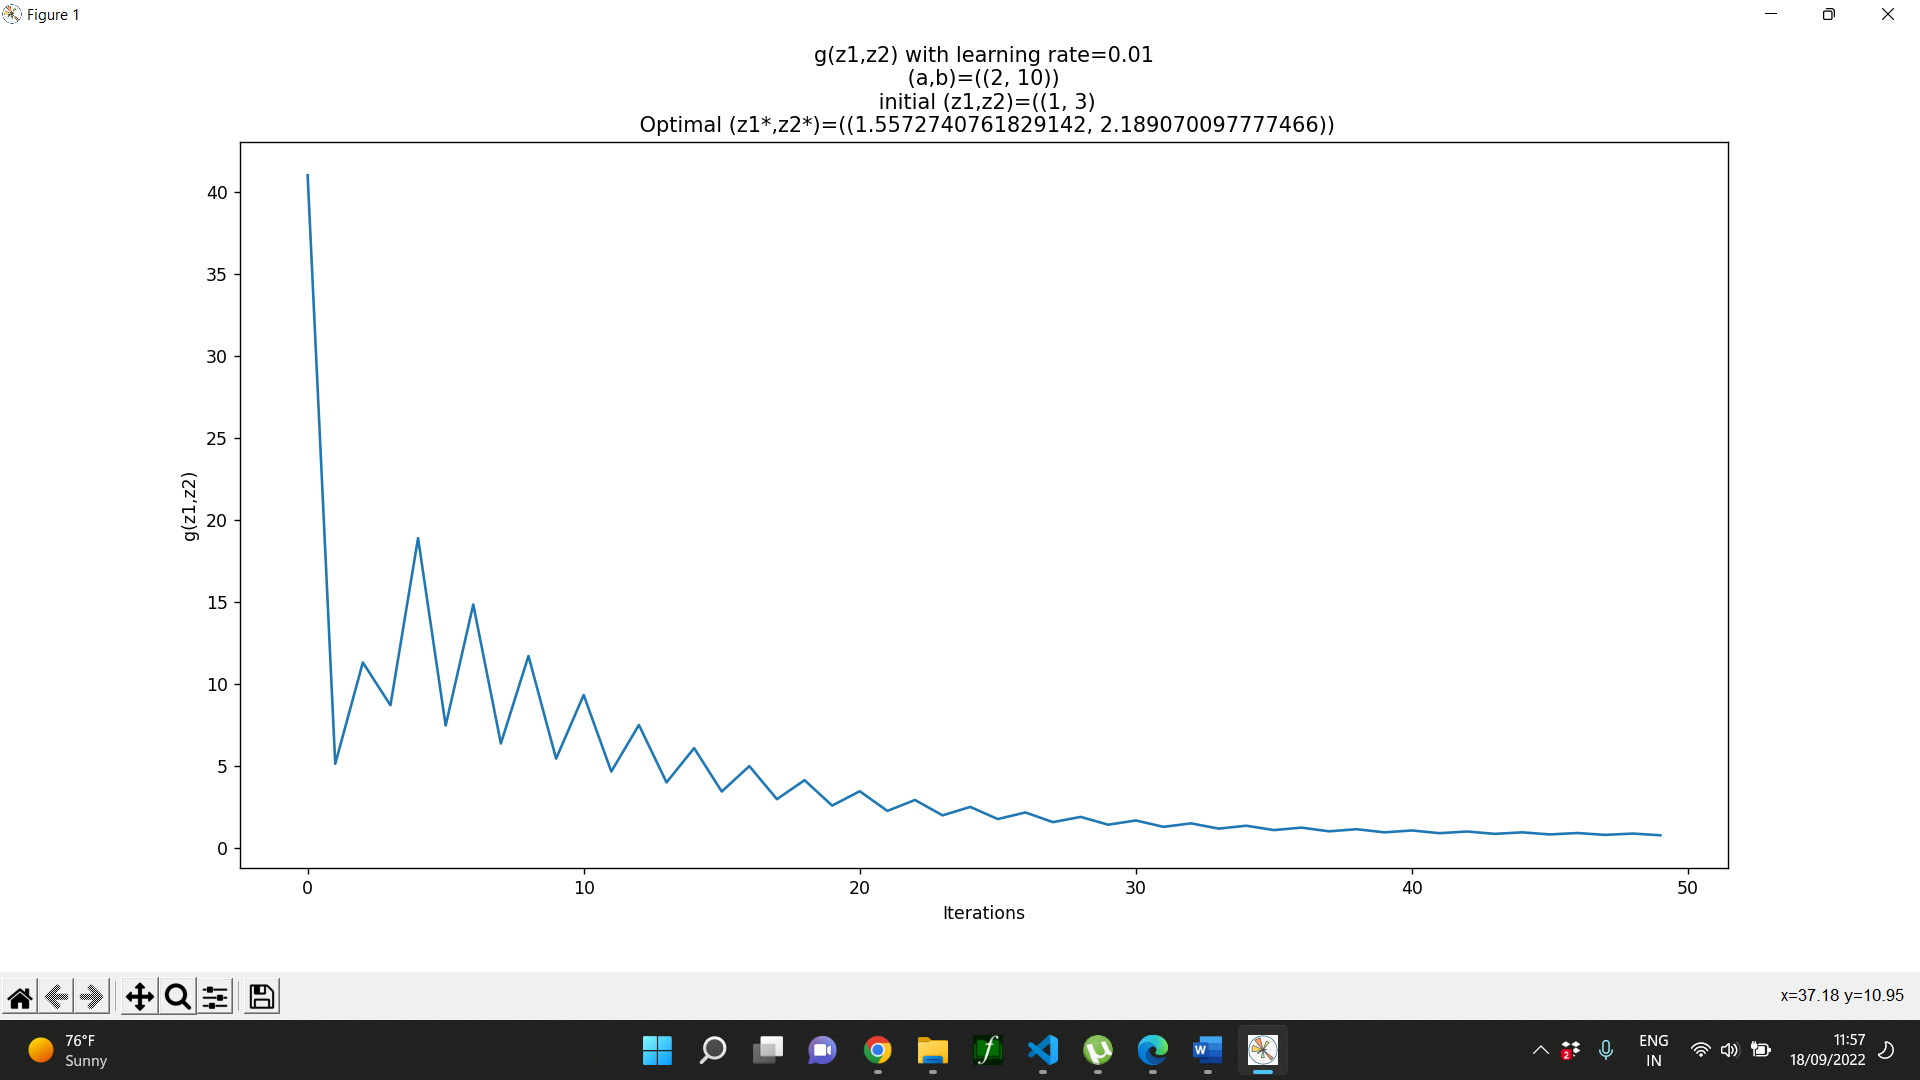 Figure 1
g(z1,z2) with learning rate=0.01
(a,b)=((2, 10))
initial (z1,z2)=((1, 3)
Optimal (z1*,z2*)=((1.5572740761829142, 2.189070097777466))
g(z1,z2)
40
35
30
25
20
15
10
5
0
0 10 20 30 40 50
Iterations
x=37.18 y=10.95
76°F
Sunny
f
W
2
ENG
IN
11:57
18/09/2022